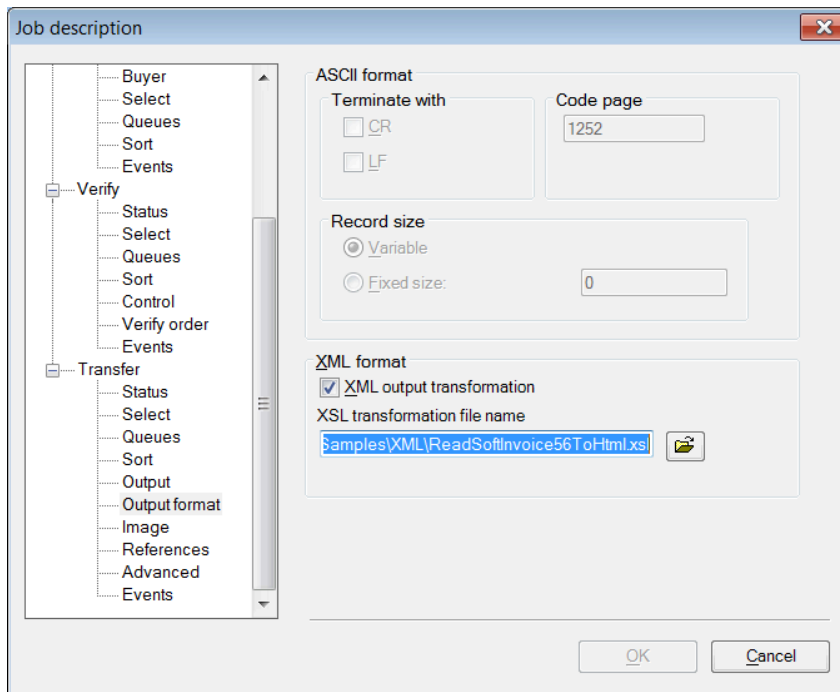 Job description
Buyer
Select
Queues
Sort
Events
Verify
Status
Select
Queues
Sort
Control
Verify order
Events
Transfer
Status
Select
Queues
Sort
Output
Output format
Image
References
Advanced
Events
ASCII format
Terminate with
CR
LF
Code page
1252
Record size
Variable
Fixed size:
0
XML format
XML output transformation
XSL transformation file name
Samples\XML\ReadSoftInvoice56ToHtml.xsl
OK
Cancel